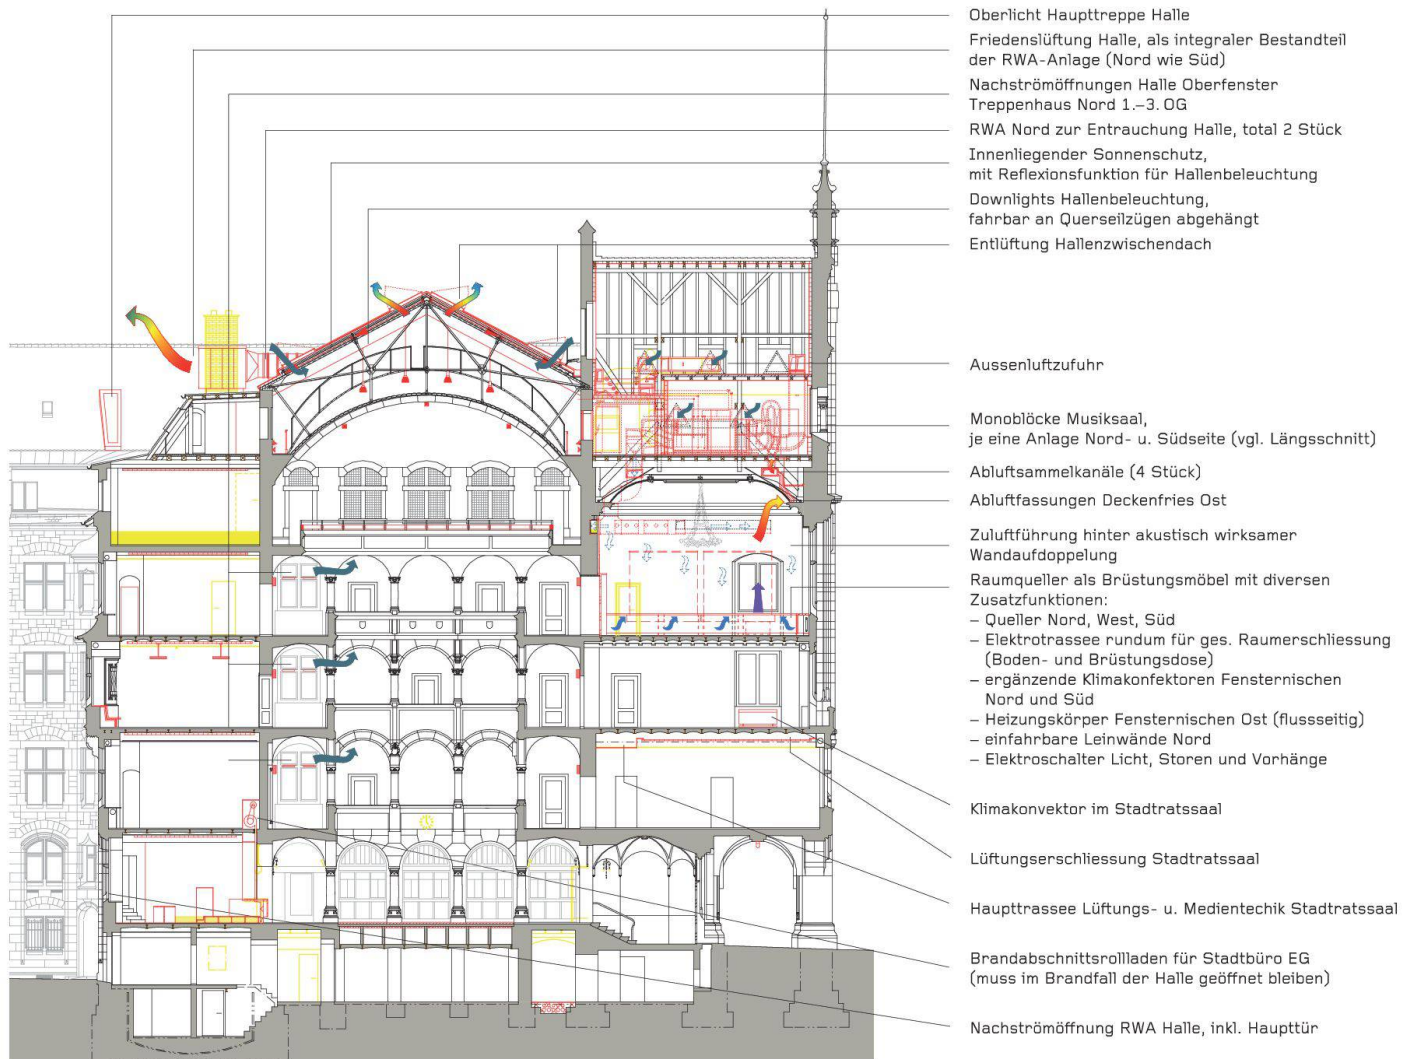 Oberlicht Haupttreppe Halle
Friedenslüftung Halle, als integraler Bestandteil
der RWA-Anlage (Nord wie Süd)
Nachströmöffnungen Halle Oberfenster
Treppenhaus Nord 1.–3. OG
RWA Nord zur Entrauchung Halle, total 2 Stück
Innenliegender Sonnenschutz,
mit Reflexionsfunktion für Hallenbeleuchtung
Downlights Hallenbeleuchtung,
fahrbar an Querseilzügen abgehängt
Entlüftung Hallenzwischendach
Aussenluftzufuhr
Monoblöcke Musiksaal,
je eine Anlage Nord- u. Südseite (vgl. Längsschnitt)
Abluftsammelkanäle (4 Stück)
Abluftfassungen Deckenfries Ost
Zuluftführung hinter akustisch wirksamer
Wandaufdoppelung
Raumqueller als Brüstungsmöbel mit diversen
Zusatzfunktionen:
– Queller Nord, West, Süd
– Elektrotrassee rundum für ges. Raumerschliessung
(Boden- und Brüstungsdose)
– ergänzende Klimakonfektoren Fensternischen
Nord und Süd
– Heizungskörper Fensternischen Ost (flussseitig)
– einfahrbare Leinwände Nord
– Elektroschalter Licht, Storen und Vorhänge
Klimakonvektor im Stadtratssaal
Lüftungserschliessung Stadtratssaal
Haupttrassee Lüftungs- u. Medientechik Stadtratssaal
Brandabschnittsrollladen für Stadtbüro EG
(muss im Brandfall der Halle geöffnet bleiben)
Nachströmöffnung RWA Halle, inkl. Haupttür